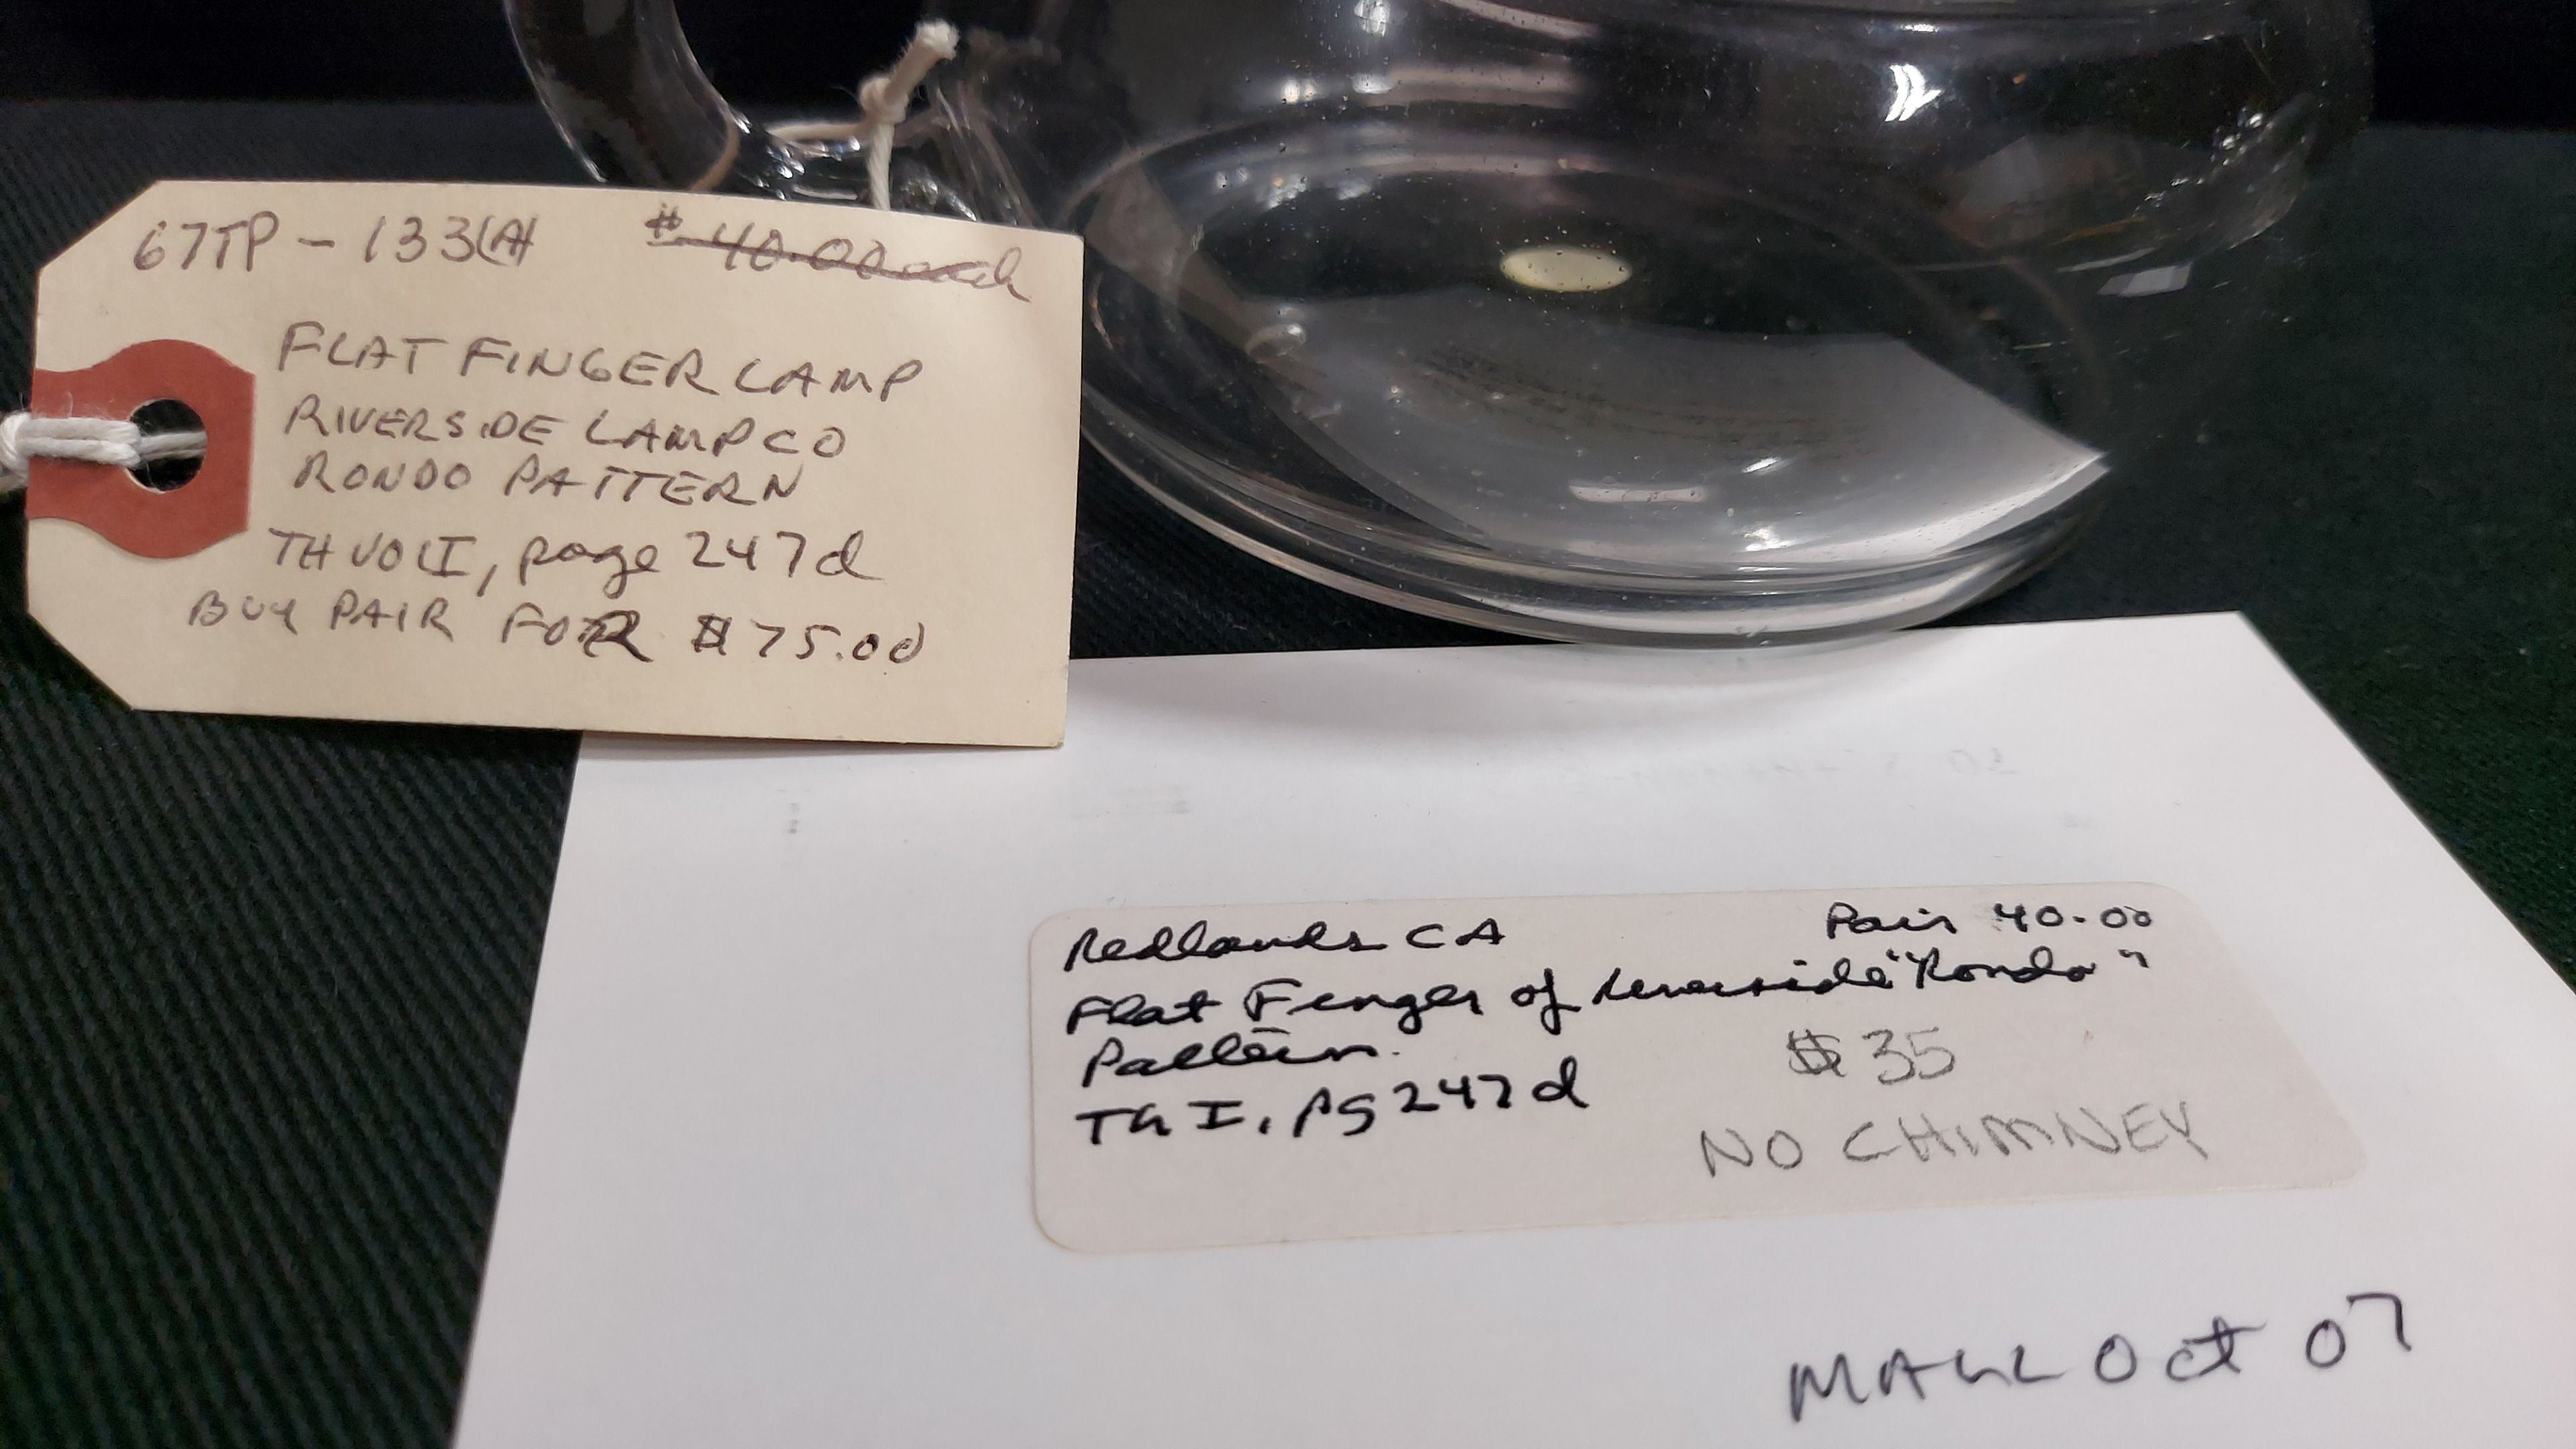 67TP - 133(A) $ 40.00 each
FLAT FINGER LAMP
RIVERSIDE LAMP CO
RONDO PATTERN
TH VOL I, page 247d
BUY PAIR FOR $75.00
Redlands CA Pair 40.00
Flat Finger of Riverside "Rondo"
Pattern.
TH I, PG 247d $35
NO CHIMNEY
MALL Oct 07